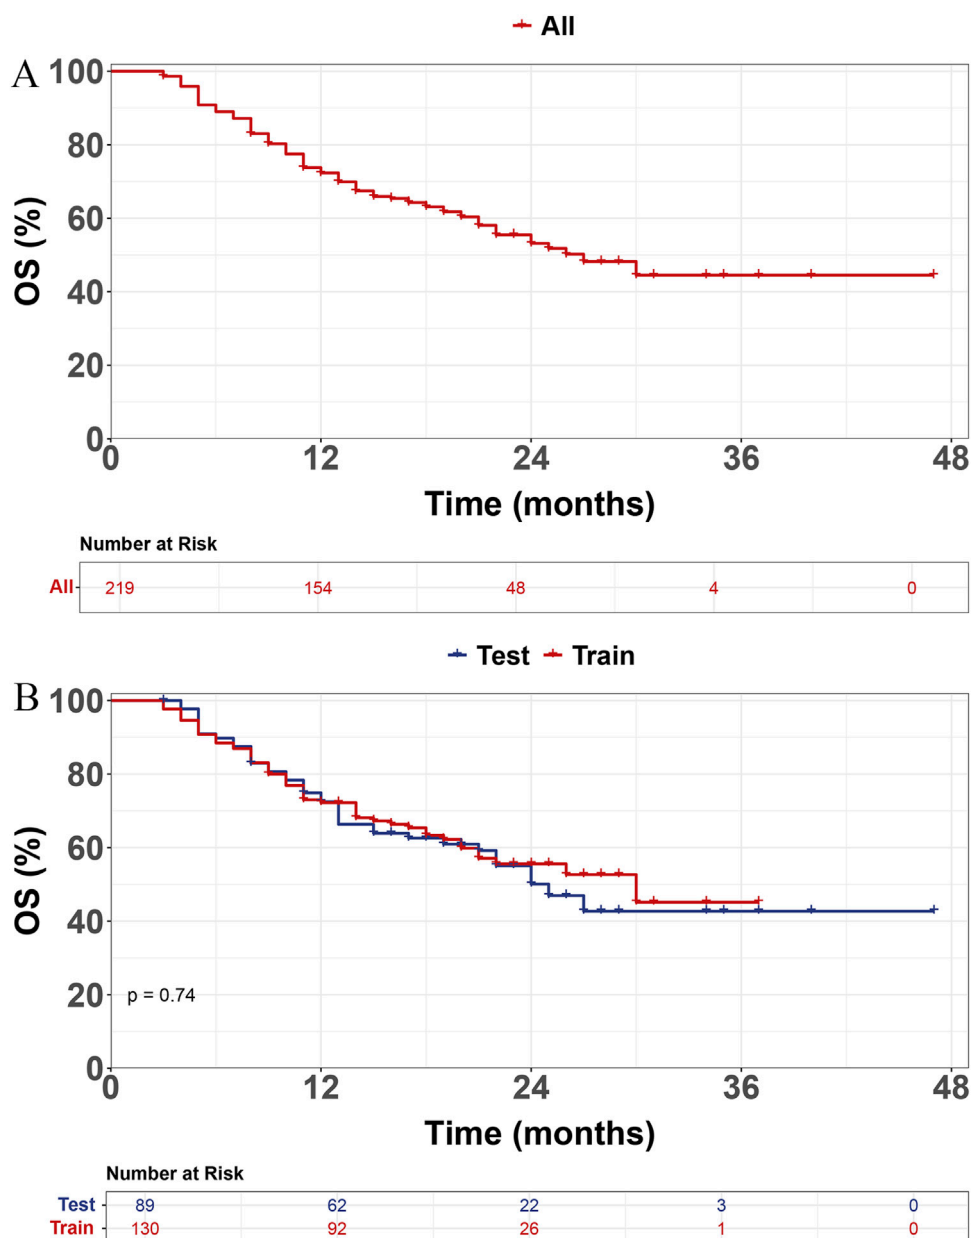 All
A
100
80
60
40
20
0
OS (%)
0 12 24 36 48
Time (months)
Number at Risk
All 219 154 48 4 0
Test Train
B
100
80
60
40
20
0
OS (%)
p = 0.74
0 12 24 36 48
Time (months)
Number at Risk
Test 89 62 22 3 0
Train 130 92 26 1 0